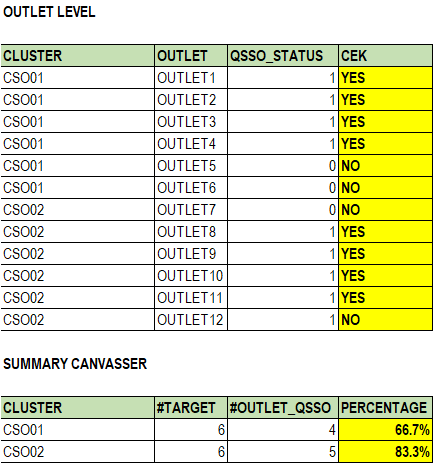 OUTLET LEVEL
CLUSTER OUTLET QSSO_STATUS CEK
CSO01 OUTLET1 1 YES
CSO01 OUTLET2 1 YES
CSO01 OUTLET3 1 YES
CSO01 OUTLET4 1 YES
CSO01 OUTLET5 0 NO
CSO01 OUTLET6 0 NO
CSO02 OUTLET7 0 NO
CSO02 OUTLET8 1 YES
CSO02 OUTLET9 1 YES
CSO02 OUTLET10 1 YES
CSO02 OUTLET11 1 YES
CSO02 OUTLET12 1 NO
SUMMARY CANVASSER
CLUSTER #TARGET #OUTLET_QSSO PERCENTAGE
CSO01 6 4 66.7%
CSO02 6 5 83.3%